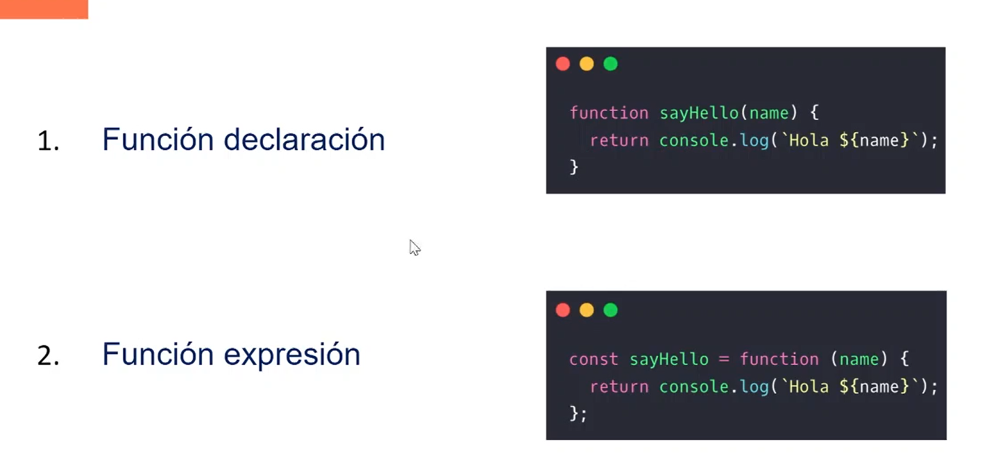 1. Función declaración
function sayHello(name) {
  return console.log(`Hola ${name}`);
}
2. Función expresión
const sayHello = function (name) {
  return console.log(`Hola ${name}`);
};